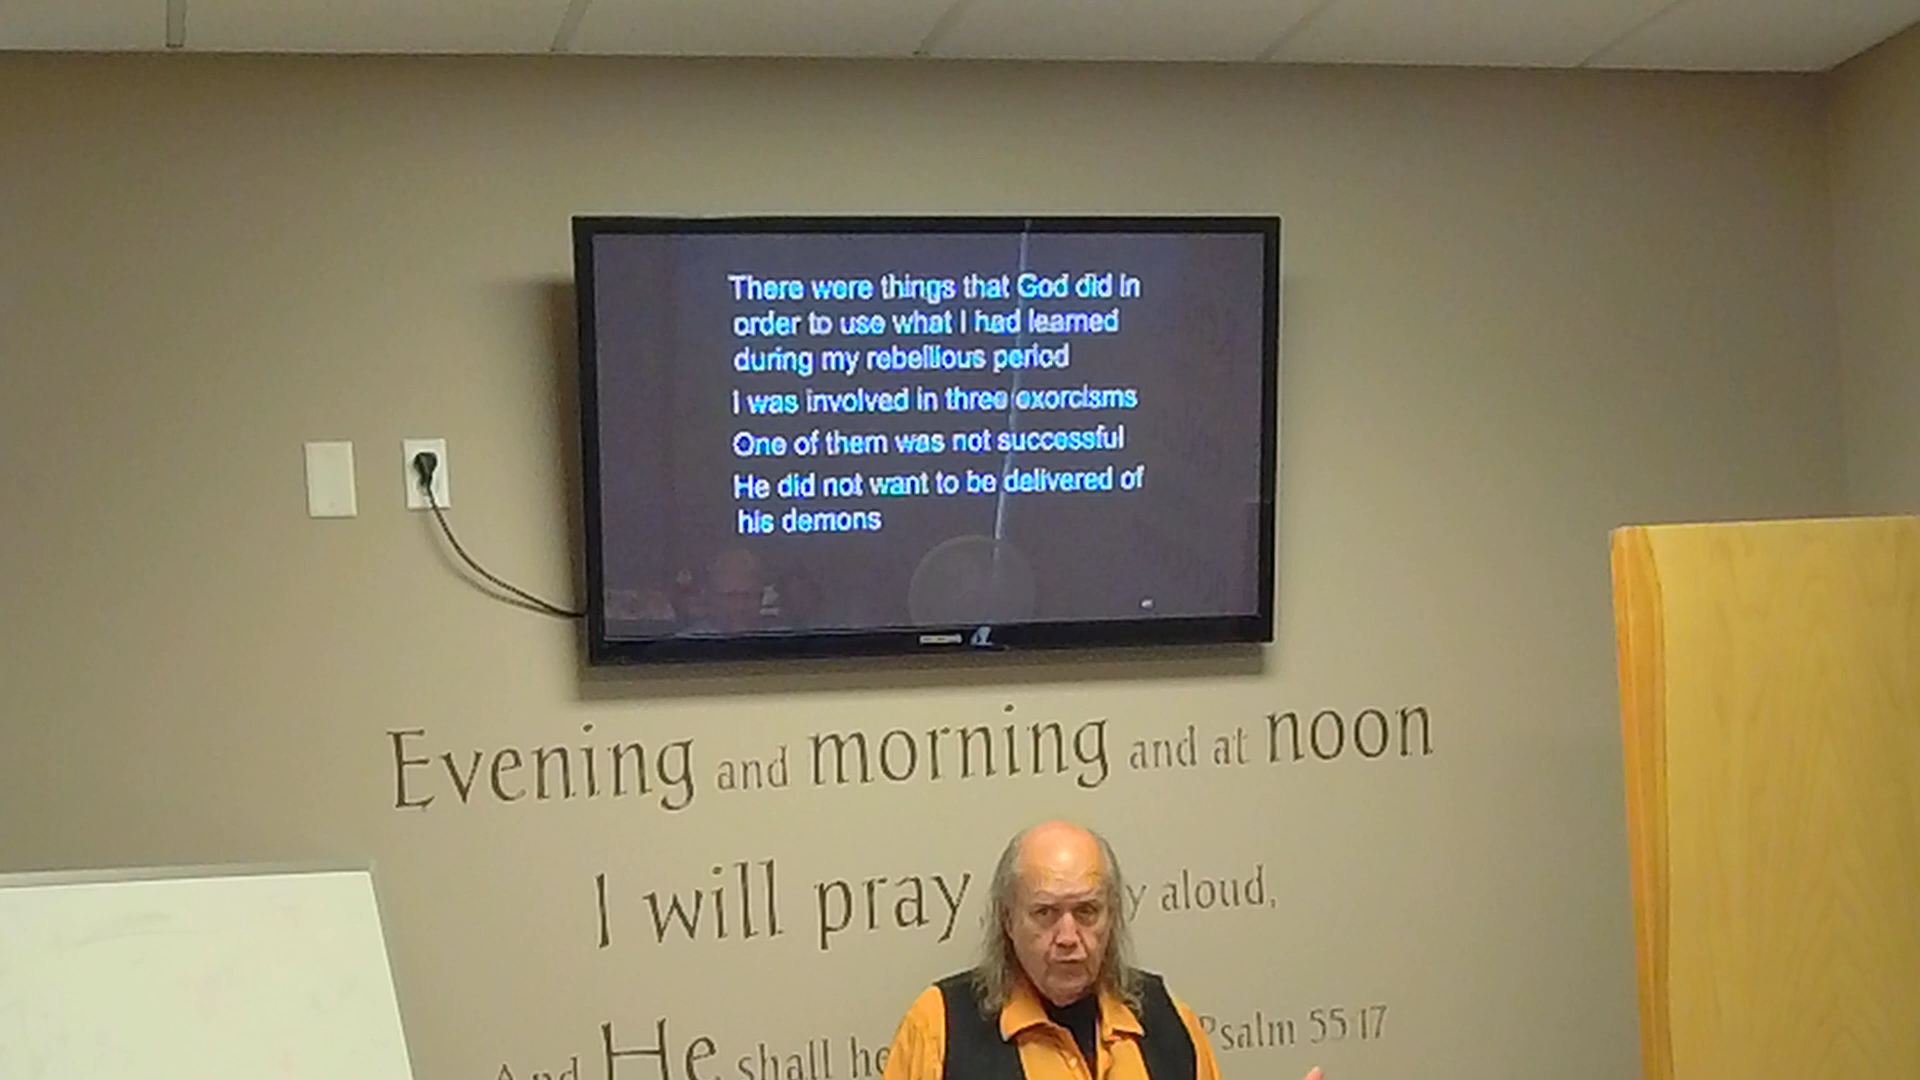 There were things that God did in
order to use what I had learned
during my rebellious period
I was involved in three exorcisms
One of them was not successful
He did not want to be delivered of
his demons
Evening and morning and at noon
I will pray, y aloud,
And He shall he Psalm 55 17